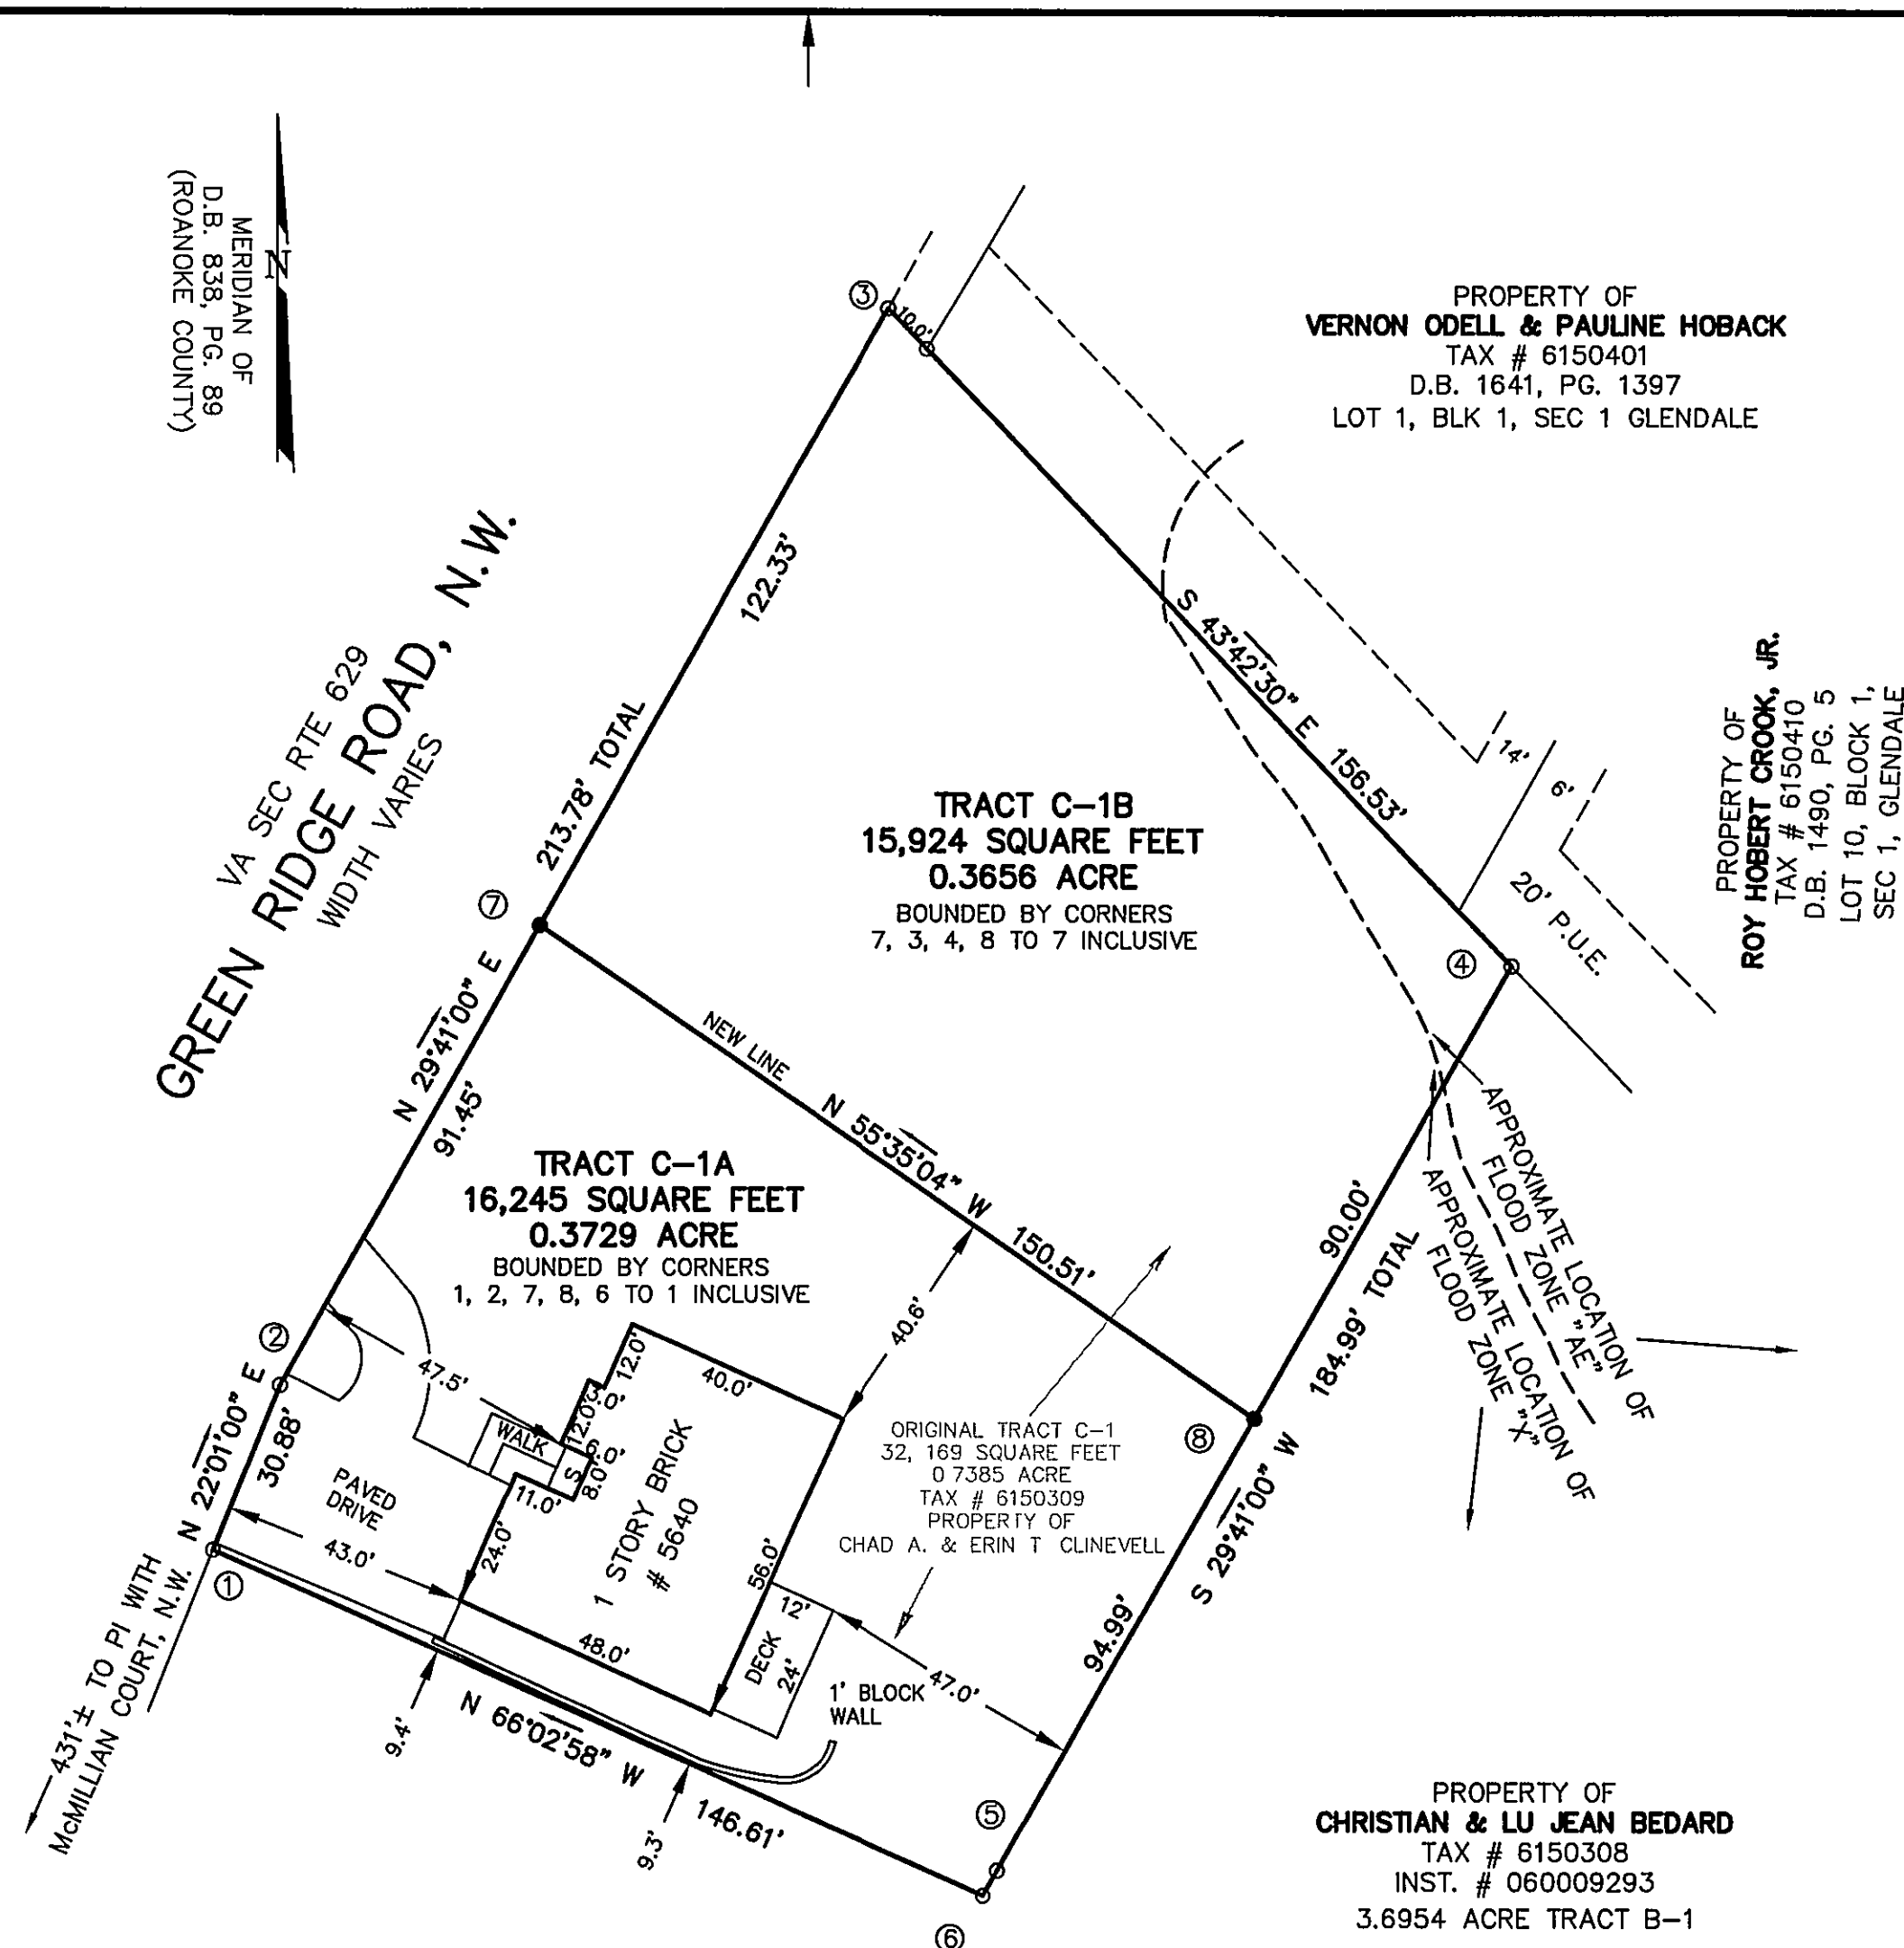 MERIDIAN OF
D.B. 838, PG. 89
(ROANOKE COUNTY)
N
PROPERTY OF
VERNON ODELL & PAULINE HOBACK
TAX # 6150401
D.B. 1641, PG. 1397
LOT 1, BLK 1, SEC 1 GLENDALE
3
10.0'
122.33'
213.78' TOTAL
S 43°42'30" E 156.53'
14'
6'
20' P.U.E.
PROPERTY OF
ROY HOBERT CROOK, JR.
TAX # 6150410
D.B. 1490, PG. 5
LOT 10, BLOCK 1,
SEC 1, GLENDALE
VA SEC RTE 629
GREEN RIDGE ROAD, N.W.
WIDTH VARIES
TRACT C-1B
15,924 SQUARE FEET
0.3656 ACRE
BOUNDED BY CORNERS
7, 3, 4, 8 TO 7 INCLUSIVE
7
4
N 29°41'00" E
91.45'
NEW LINE
N 55°35'04" W 150.51'
TRACT C-1A
16,245 SQUARE FEET
0.3729 ACRE
BOUNDED BY CORNERS
1, 2, 7, 8, 6 TO 1 INCLUSIVE
90.00'
184.99' TOTAL
APPROXIMATE LOCATION OF
FLOOD ZONE "AE"
APPROXIMATE LOCATION OF
FLOOD ZONE "X"
2
47.5'
40.6'
12.0'
3.0'
12.0'
40.0'
6.0'
8.0'
S
WALK
11.0'
24.0'
N 22°01'00" E
30.88'
PAVED
DRIVE
43.0'
1 STORY BRICK
# 5640
56.0'
48.0'
ORIGINAL TRACT C-1
32, 169 SQUARE FEET
0 7385 ACRE
TAX # 6150309
PROPERTY OF
CHAD A. & ERIN T CLINEVELL
8
S 29°41'00" W
94.99'
1
12'
DECK
24'
47.0'
1' BLOCK
WALL
431'± TO PI WITH
McMILLIAN COURT, N.W.
9.4'
N 66°02'58" W 146.61'
9.3'
5
6
PROPERTY OF
CHRISTIAN & LU JEAN BEDARD
TAX # 6150308
INST. # 060009293
3.6954 ACRE TRACT B-1